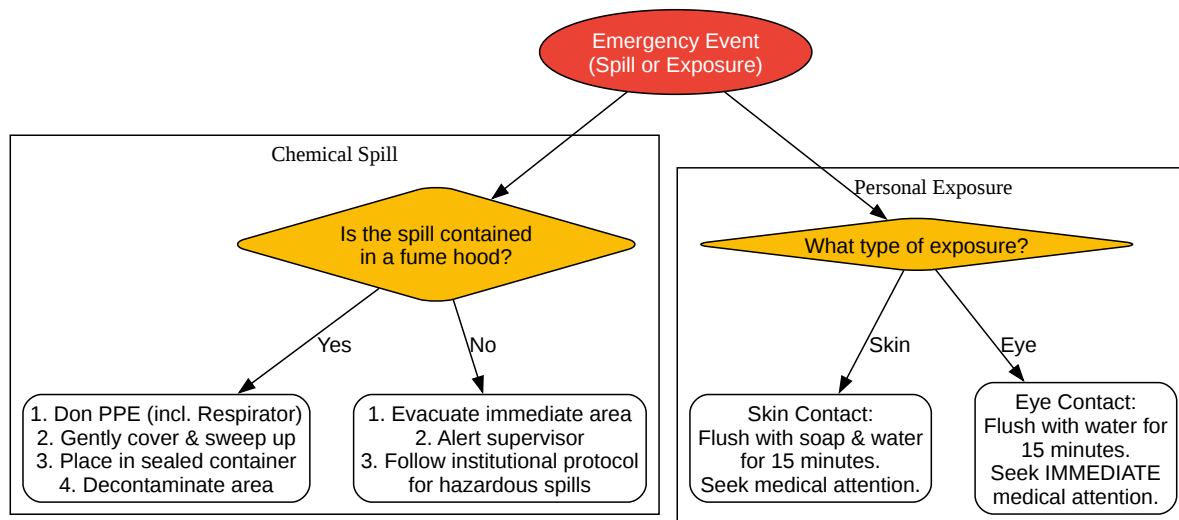 Emergency Event
(Spill or Exposure)
Chemical Spill
Is the spill contained
in a fume hood?
Yes
No
1. Don PPE (incl. Respirator)
2. Gently cover & sweep up
3. Place in sealed container
4. Decontaminate area
1. Evacuate immediate area
2. Alert supervisor
3. Follow institutional protocol
for hazardous spills
Personal Exposure
What type of exposure?
Skin
Eye
Skin Contact:
Flush with soap & water
for 15 minutes.
Seek medical attention.
Eye Contact:
Flush with water for
15 minutes.
Seek IMMEDIATE
medical attention.